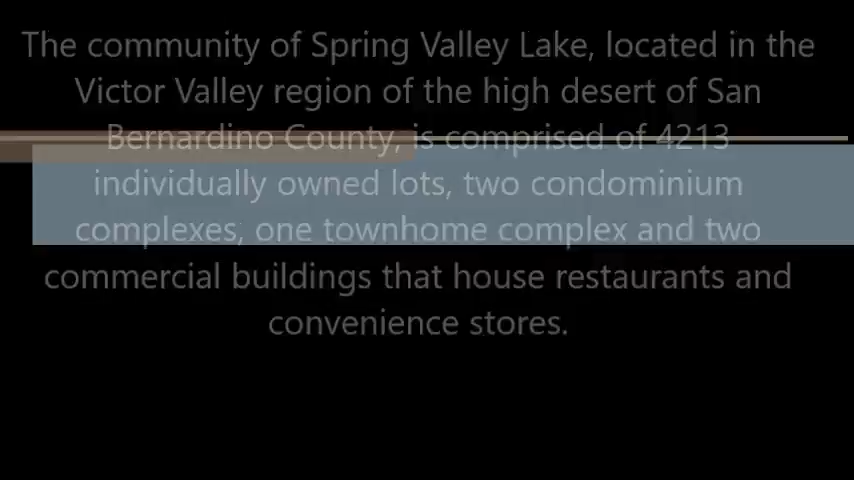 The community of Spring Valley Lake, located in the
Victor Valley region of the high desert of San
Bernardino County, is comprised of 4213
individually owned lots, two condominium
complexes, one townhome complex and two
commercial buildings that house restaurants and
convenience stores.